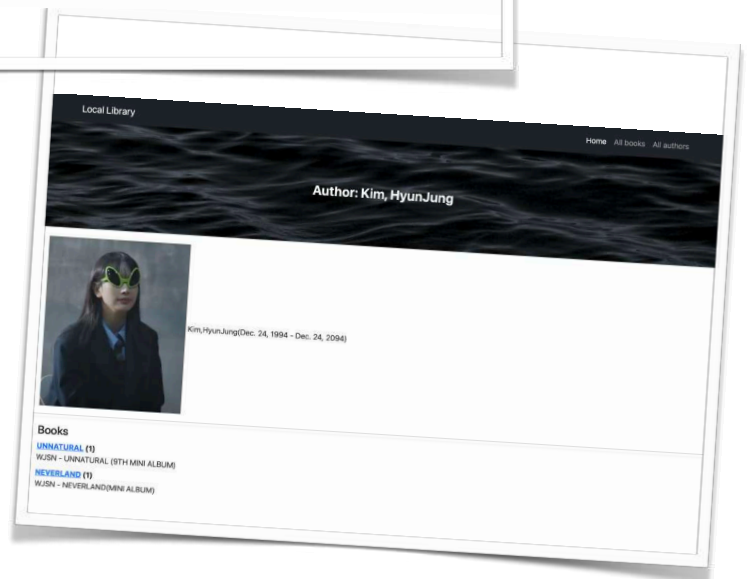 Local Library
Home All books All authors
Author: Kim, HyunJung
Kim,HyunJung(Dec. 24, 1994 - Dec. 24, 2094)
Books
UNNATURAL (1)
WJSN - UNNATURAL (9TH MINI ALBUM)
NEVERLAND (1)
WJSN - NEVERLAND(MINI ALBUM)